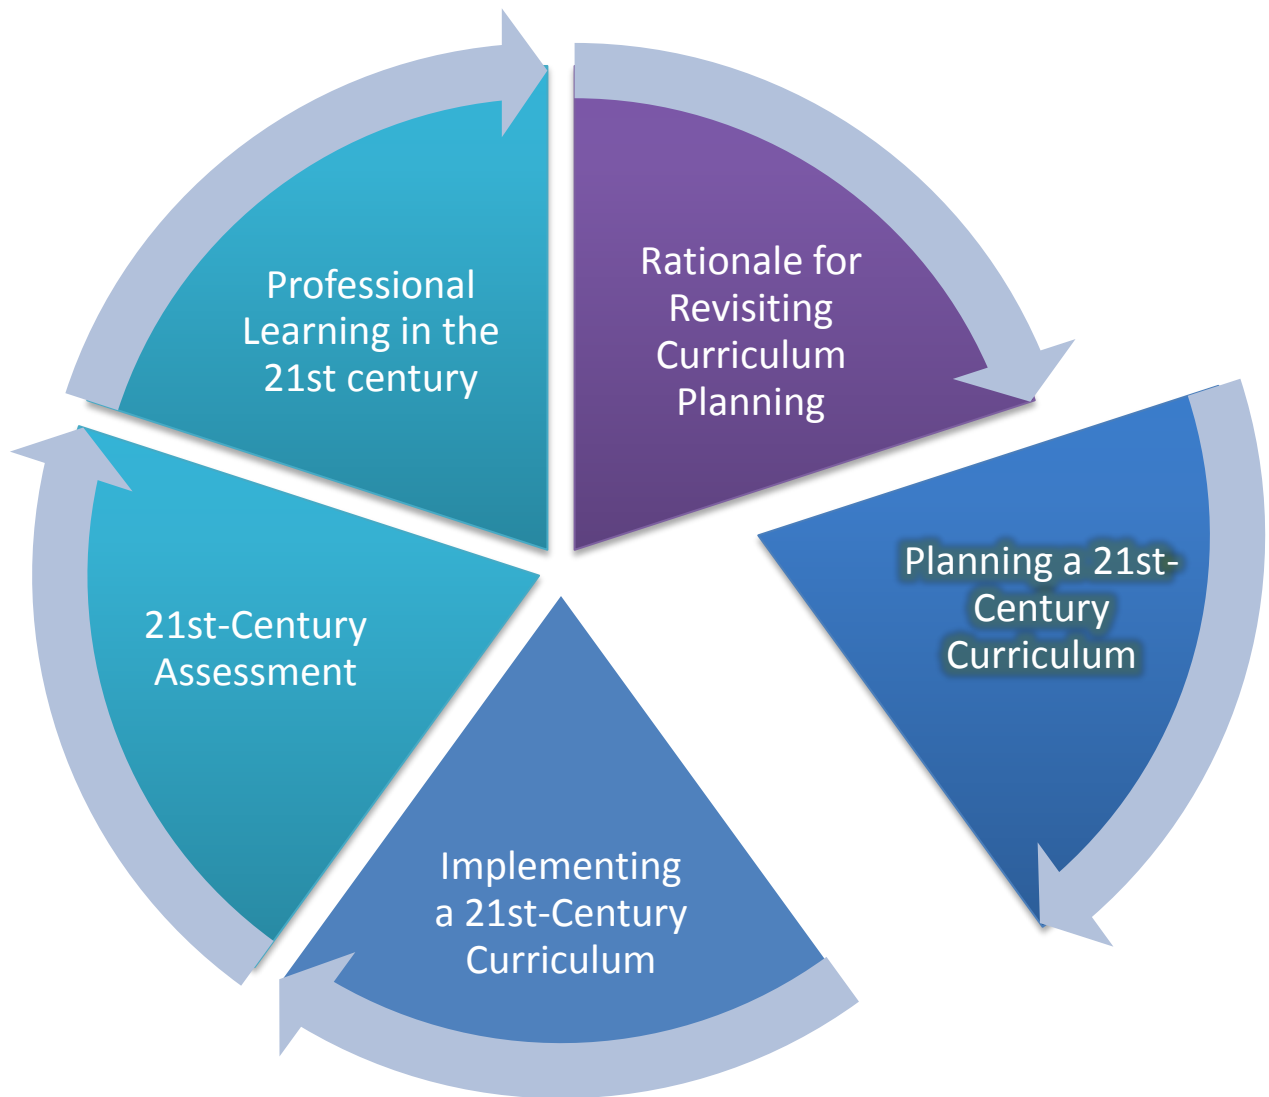 Rationale for
Revisiting
Curriculum
Planning
Planning a 21st-
Century
Curriculum
Implementing
a 21st-Century
Curriculum
21st-Century
Assessment
Professional
Learning in the
21st century